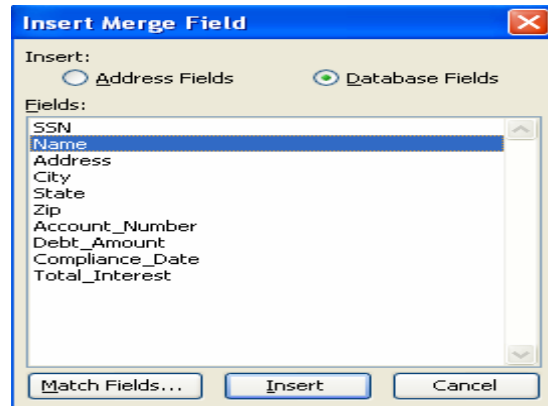 Insert Merge Field
Insert:
Address Fields Database Fields
Fields:
SSN
Name
Address
City
State
Zip
Account_Number
Debt_Amount
Compliance_Date
Total_Interest
Match Fields... Insert Cancel